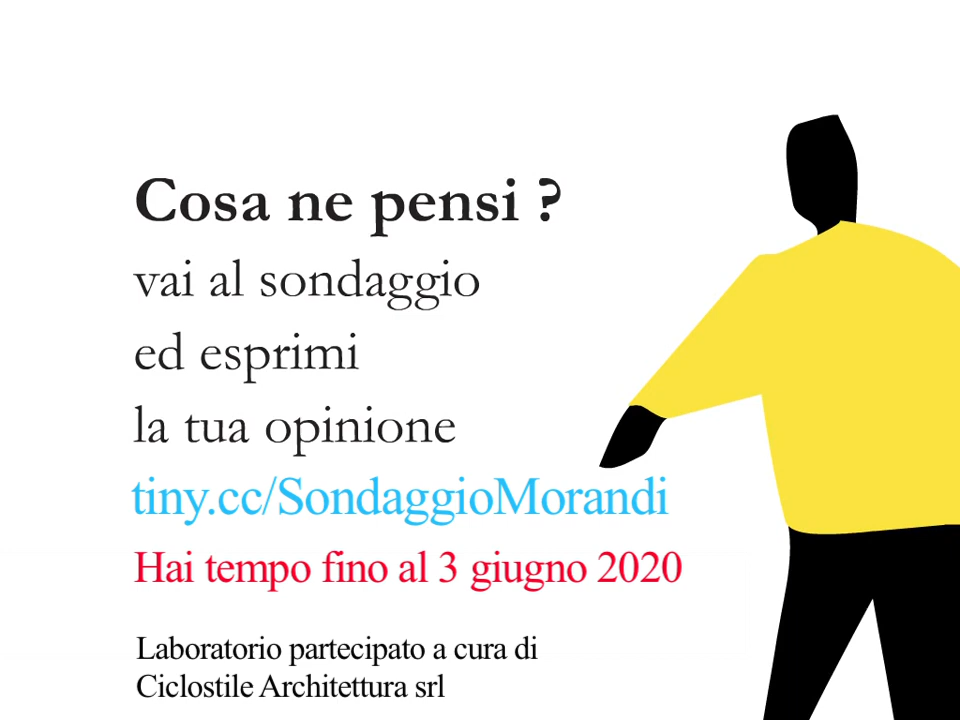 Cosa ne pensi ?
vai al sondaggio
ed esprimi
la tua opinione
tiny.cc/SondaggioMorandi
Hai tempo fino al 3 giugno 2020
Laboratorio partecipato a cura di
Ciclostile Architettura srl